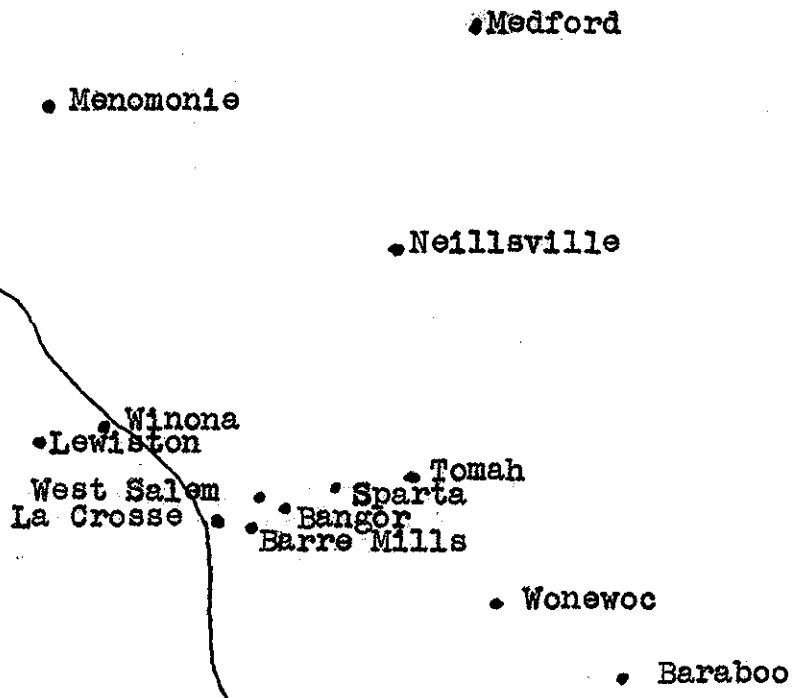 Medford
Menomonie
Neillsville
Winona
Lewiston
Tomah
West Salem
Sparta
La Crosse
Bangor
Barre Mills
Wonewoc
Baraboo